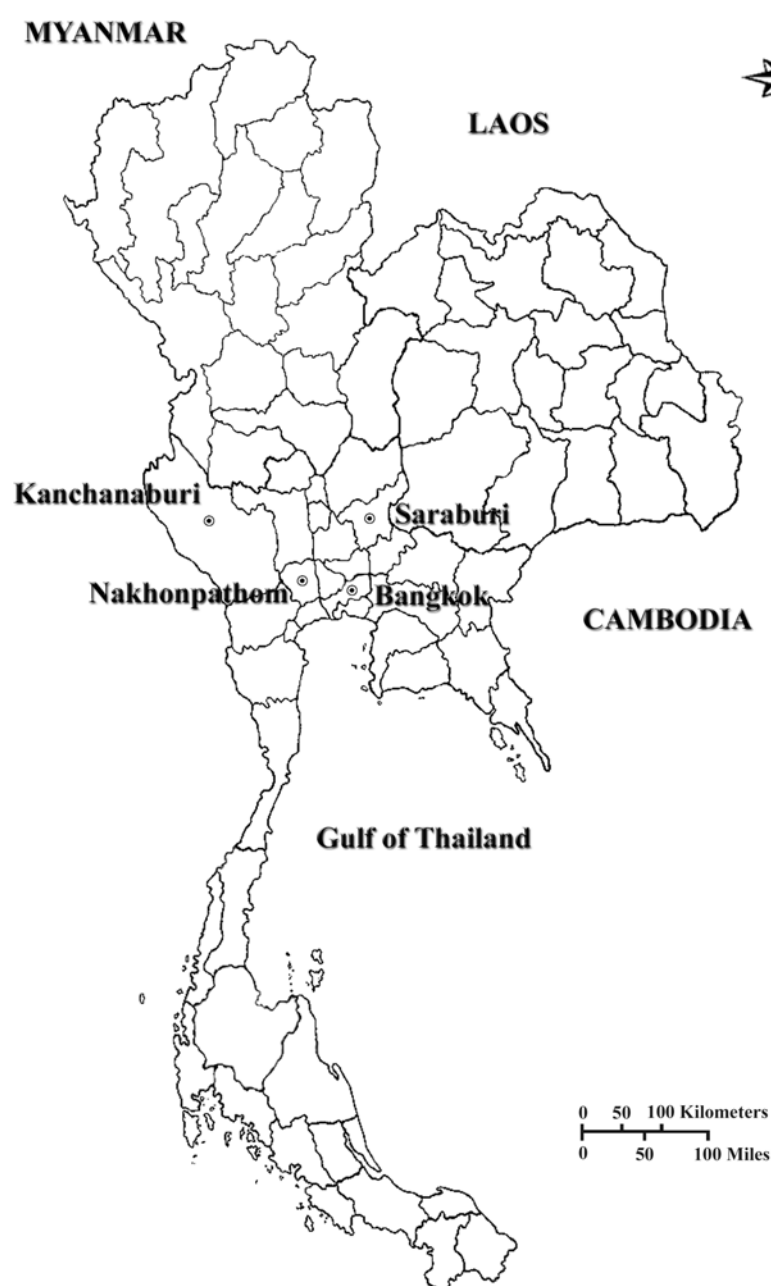 MYANMAR
LAOS
Kanchanaburi
Saraburi
Nakhonpathom
Bangkok
CAMBODIA
Gulf of Thailand
0 50 100 Kilometers
0 50 100 Miles